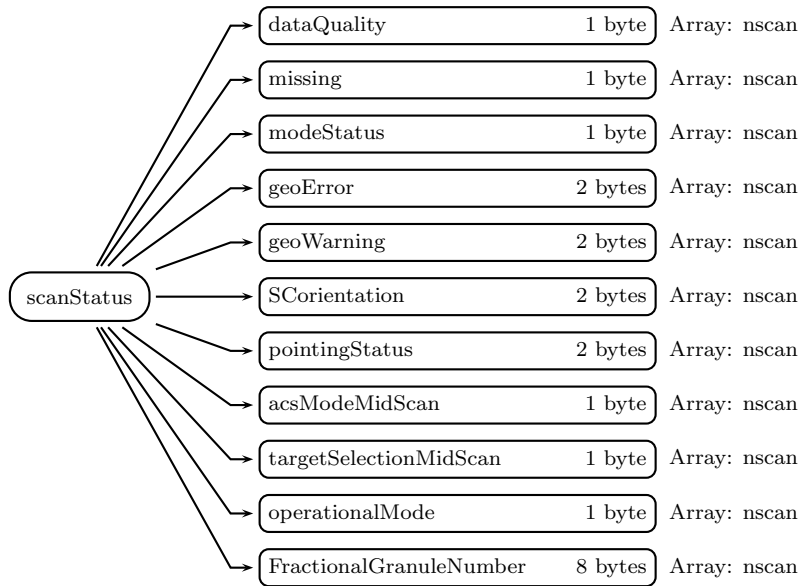 dataQuality 1 byte Array: nscan
missing 1 byte Array: nscan
modeStatus 1 byte Array: nscan
geoError 2 bytes Array: nscan
geoWarning 2 bytes Array: nscan
scanStatus SCorientation 2 bytes Array: nscan
pointingStatus 2 bytes Array: nscan
acsModeMidScan 1 byte Array: nscan
targetSelectionMidScan 1 byte Array: nscan
operationalMode 1 byte Array: nscan
FractionalGranuleNumber 8 bytes Array: nscan